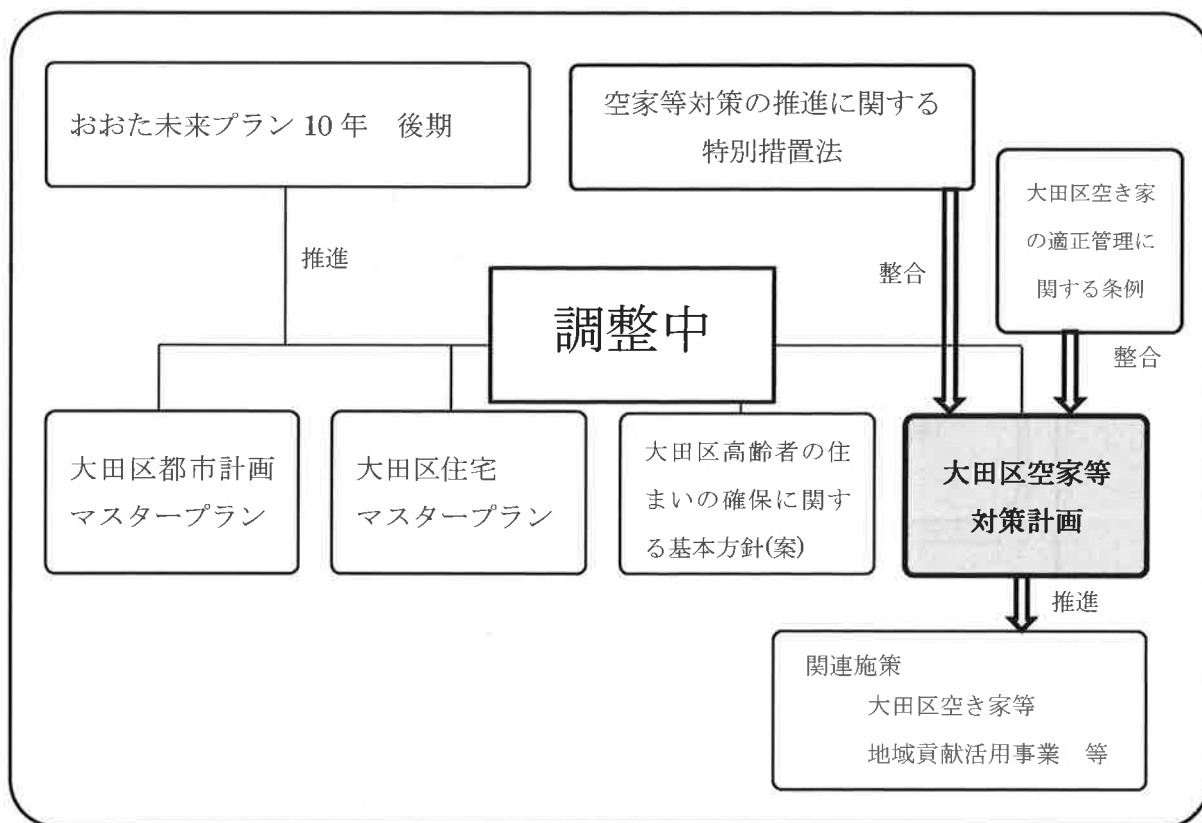 おおた未来プラン10年　後期
空家等対策の推進に関する
特別措置法
大田区空き家
の適正管理に
関する条例
推進
整合
整合
調整中
大田区都市計画
マスタープラン
大田区住宅
マスタープラン
大田区高齢者の住
まいの確保に関す
る基本方針(案)
大田区空家等
対策計画
推進
関連施策
大田区空き家等
地域貢献活用事業　等